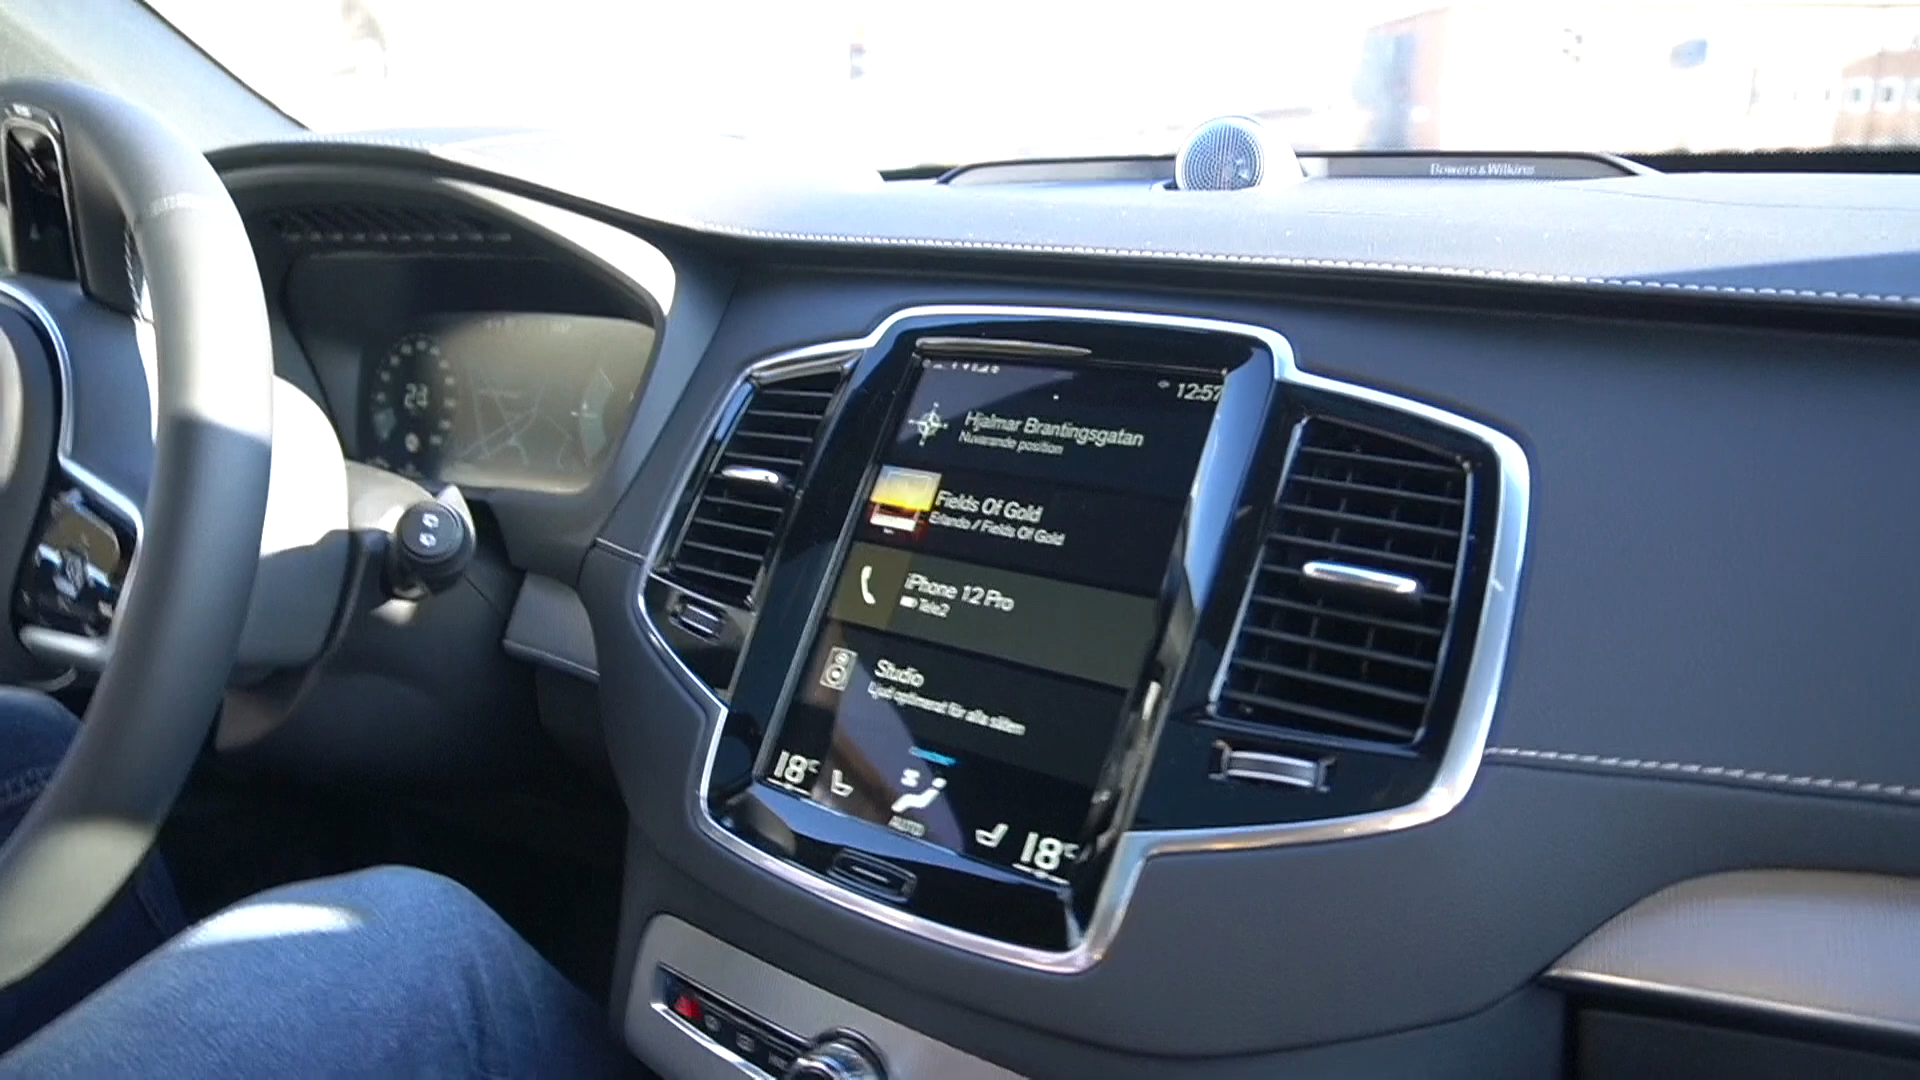 Bowers & Wilkins
12:57
Hjalmar Brantingsgatan
Nuvarande position
Fields Of Gold
Erlando / Fields Of Gold
iPhone 12 Pro
Tele2
Studio
Ljud optimerat för alla säten
18°
AUTO
18°